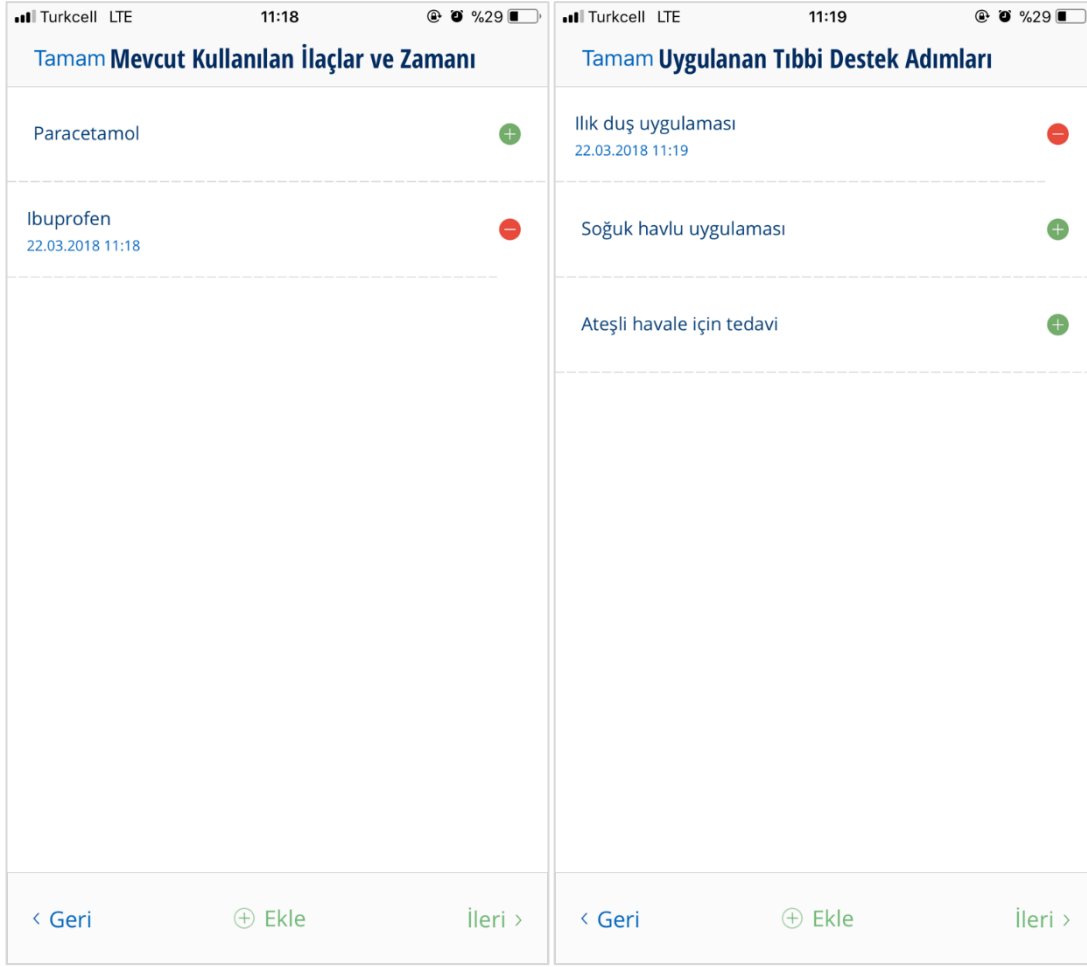 Turkcell LTE 11:18 %29
Tamam Mevcut Kullanılan İlaçlar ve Zamanı
Paracetamol
Ibuprofen
22.03.2018 11:18
< Geri
Ekle
İleri >
Turkcell LTE 11:19 %29
Tamam Uygulanan Tıbbi Destek Adımları
Ilık duş uygulaması
22.03.2018 11:19
Soğuk havlu uygulaması
Ateşli havale için tedavi
< Geri
Ekle
İleri >